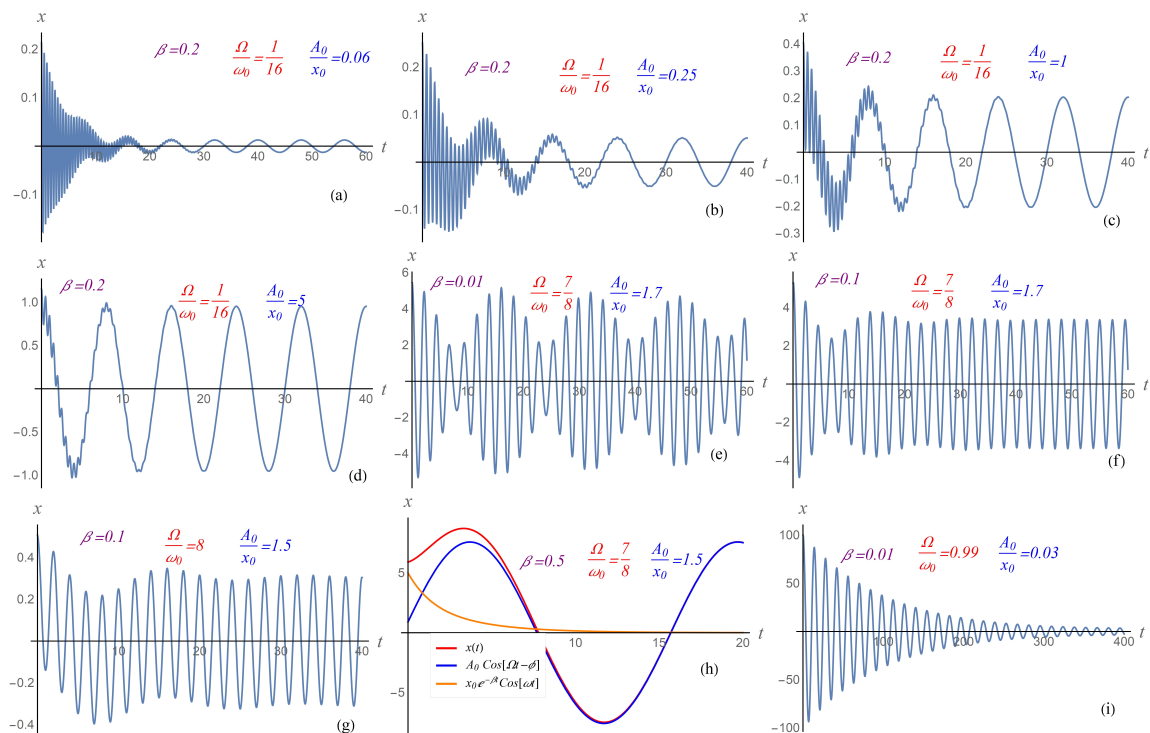 x
β=0.2 Ω/ω0=1/16 A0/x0=0.06
0.2
0.1
-0.1
10 20 30 40 50 60 t
(a)
x
β=0.2 Ω/ω0=1/16 A0/x0=0.25
0.2
0.1
-0.1
10 20 30 40 t
(b)
x
β=0.2 Ω/ω0=1/16 A0/x0=1
0.4
0.3
0.2
0.1
-0.1
-0.2
-0.3
10 20 30 40 t
(c)
x
β=0.2 Ω/ω0=1/16 A0/x0=5
1.0
0.5
-0.5
-1.0
10 20 30 40 t
(d)
x
β=0.01 Ω/ω0=7/8 A0/x0=1.7
6
4
2
-2
-4
10 20 30 40 50 60 t
(e)
x
β=0.1 Ω/ω0=7/8 A0/x0=1.7
4
2
-2
-4
10 20 30 40 50 60 t
(f)
x
β=0.1 Ω/ω0=8 A0/x0=1.5
0.4
0.2
-0.2
-0.4
10 20 30 40 t
(g)
x
β=0.5 Ω/ω0=7/8 A0/x0=1.5
5
-5
5 10 15 20 t
x(t)
A0 Cos[Ωt-ϕ]
x0 e^-βt Cos[ωt]
(h)
x
β=0.01 Ω/ω0=0.99 A0/x0=0.03
100
50
-50
-100
100 200 300 400 t
(i)